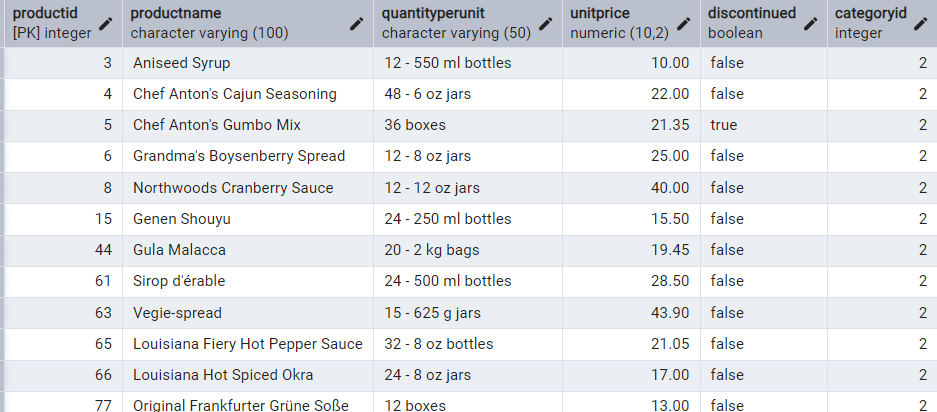 productid productname quantityperunit unitprice discontinued categoryid
[PK] integer character varying (100) character varying (50) numeric (10,2) boolean integer
3 Aniseed Syrup 12 - 550 ml bottles 10.00 false 2
4 Chef Anton's Cajun Seasoning 48 - 6 oz jars 22.00 false 2
5 Chef Anton's Gumbo Mix 36 boxes 21.35 true 2
6 Grandma's Boysenberry Spread 12 - 8 oz jars 25.00 false 2
8 Northwoods Cranberry Sauce 12 - 12 oz jars 40.00 false 2
15 Genen Shouyu 24 - 250 ml bottles 15.50 false 2
44 Gula Malacca 20 - 2 kg bags 19.45 false 2
61 Sirop d'érable 24 - 500 ml bottles 28.50 false 2
63 Vegie-spread 15 - 625 g jars 43.90 false 2
65 Louisiana Fiery Hot Pepper Sauce 32 - 8 oz bottles 21.05 false 2
66 Louisiana Hot Spiced Okra 24 - 8 oz jars 17.00 false 2
77 Original Frankfurter Grüne Soße 12 boxes 13.00 false 2